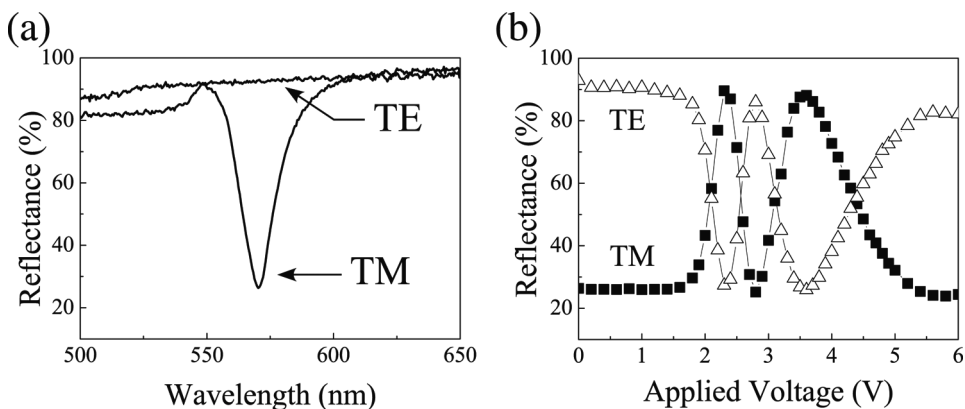 (a)
Reflectance (%)
100
80
60
40
20
TE
TM
500
550
600
650
Wavelength (nm)
(b)
Reflectance (%)
100
80
60
40
20
TE
TM
0
1
2
3
4
5
6
Applied Voltage (V)